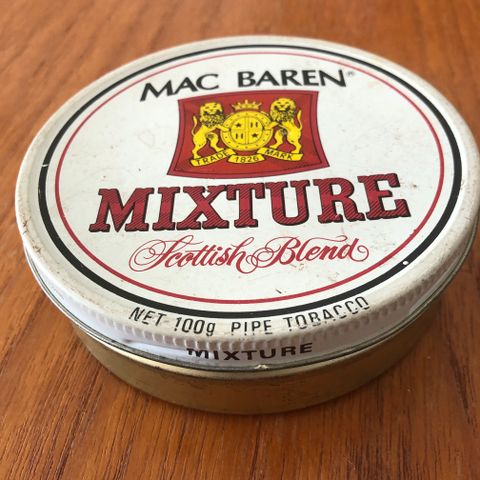 MAC BAREN®
TRADE 1826 MARK
MIXTURE
Scottish Blend
NET 100g PIPE TOBACCO
MIXTURE